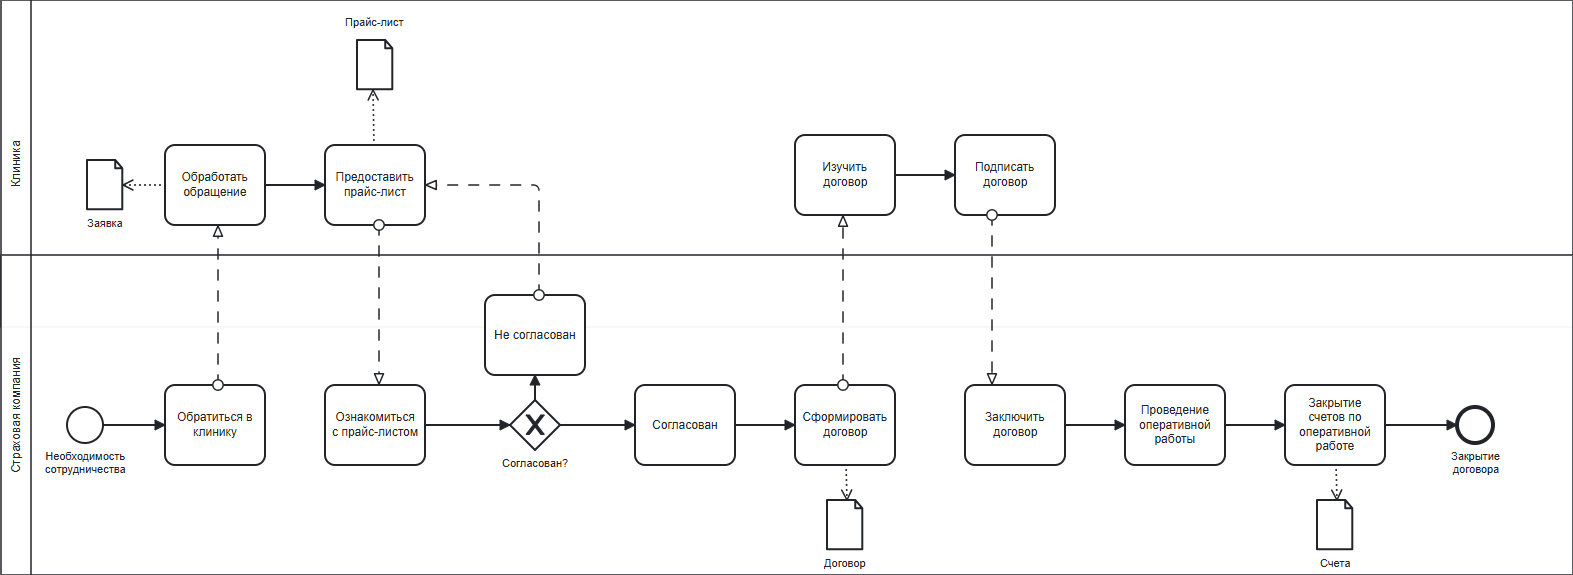 Прайс-лист
Клиника
Обработать
обращение
Предоставить
прайс-лист
Изучить
договор
Подписать
договор
Заявка
Не согласован
Страховая компания
Обратиться в
клинику
Ознакомиться
с прайс-листом
Согласован
Сформировать
договор
Заключить
договор
Проведение
оперативной
работы
Закрытие
счетов по
оперативной
работе
Необходимость
сотрудничества
Согласован?
Закрытие
договора
Договор
Счета